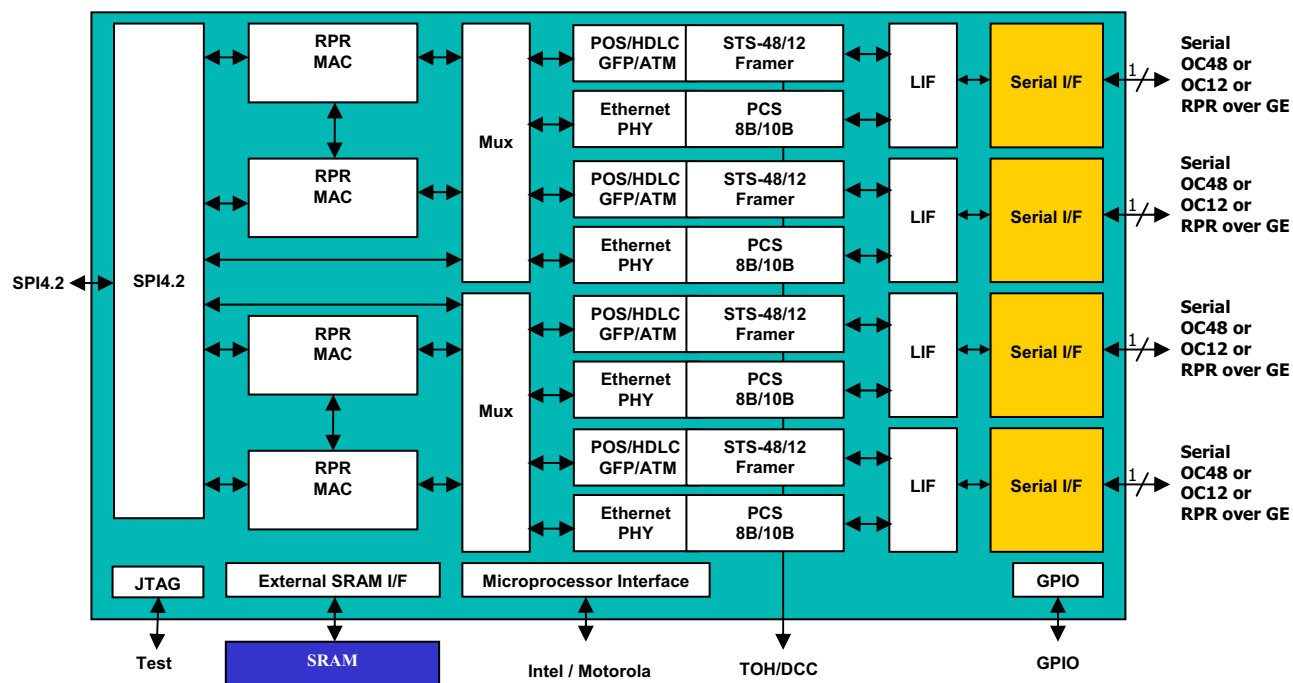 SPI4.2
SPI4.2
RPR
MAC
RPR
MAC
RPR
MAC
RPR
MAC
Mux
Mux
POS/HDLC
GFP/ATM
STS-48/12
Framer
Ethernet
PHY
PCS
8B/10B
POS/HDLC
GFP/ATM
STS-48/12
Framer
Ethernet
PHY
PCS
8B/10B
POS/HDLC
GFP/ATM
STS-48/12
Framer
Ethernet
PHY
PCS
8B/10B
POS/HDLC
GFP/ATM
STS-48/12
Framer
Ethernet
PHY
PCS
8B/10B
LIF
Serial I/F
1
Serial
OC48 or
OC12 or
RPR over GE
LIF
Serial I/F
1
Serial
OC48 or
OC12 or
RPR over GE
LIF
Serial I/F
1
Serial
OC48 or
OC12 or
RPR over GE
LIF
Serial I/F
1
Serial
OC48 or
OC12 or
RPR over GE
JTAG
External SRAM I/F
Microprocessor Interface
GPIO
Test
SRAM
Intel / Motorola
TOH/DCC
GPIO